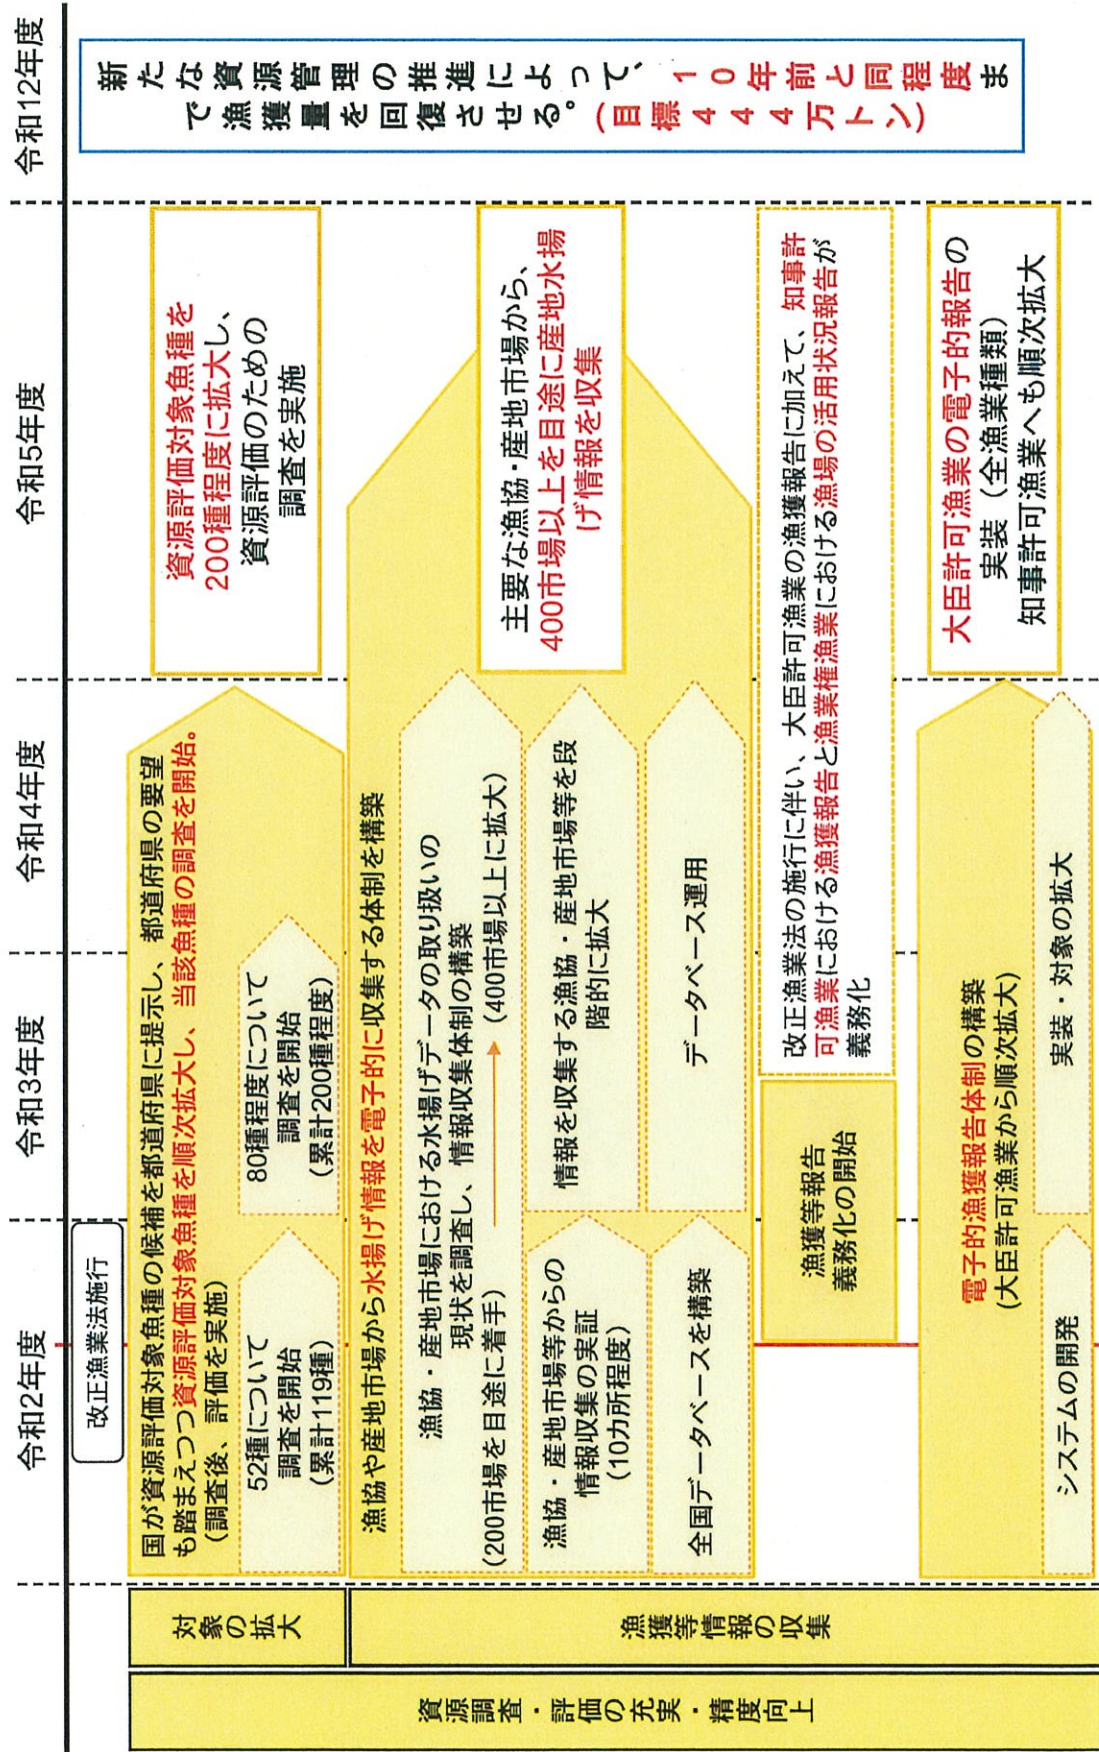 令和2年度
令和3年度
令和4年度
令和5年度
令和12年度
改正漁業法施行
資源調査・評価の充実・精度向上
対象の拡大
国が資源評価対象魚種の候補を都道府県に提示し、都道府県の要望
も踏まえつつ資源評価対象魚種を順次拡大し、当該魚種の調査を開始。
（調査後、評価を実施）
52種について
調査を開始
（累計119種）
80種程度について
調査を開始
（累計200種程度）
資源評価対象魚種を
200種程度に拡大し、
資源評価のための
調査を実施
漁獲等情報の収集
漁協や産地市場から水揚げ情報を電子的に収集する体制を構築
漁協・産地市場における水揚げデータの取り扱いの
現状を調査し、情報収集体制の構築
（200市場を目途に着手）
（400市場以上に拡大）
漁協・産地市場等からの
情報収集の実証
（10カ所程度）
情報を収集する漁協・産地市場等を段
階的に拡大
全国データベースを構築
データベース運用
主要な漁協・産地市場から、
400市場以上を目途に産地水揚
げ情報を収集
漁獲等報告
義務化の開始
改正漁業法の施行に伴い、大臣許可漁業の漁獲報告に加えて、知事許
可漁業における漁獲報告と漁業権漁業における漁場の活用状況報告が
義務化
電子的漁獲報告体制の構築
（大臣許可漁業から順次拡大）
システムの開発
実装・対象の拡大
大臣許可漁業の電子的報告の
実装（全漁業種類）
知事許可漁業へも順次拡大
新たな資源管理の推進によって、10年前と同程度ま
で漁獲量を回復させる。（目標444万トン）